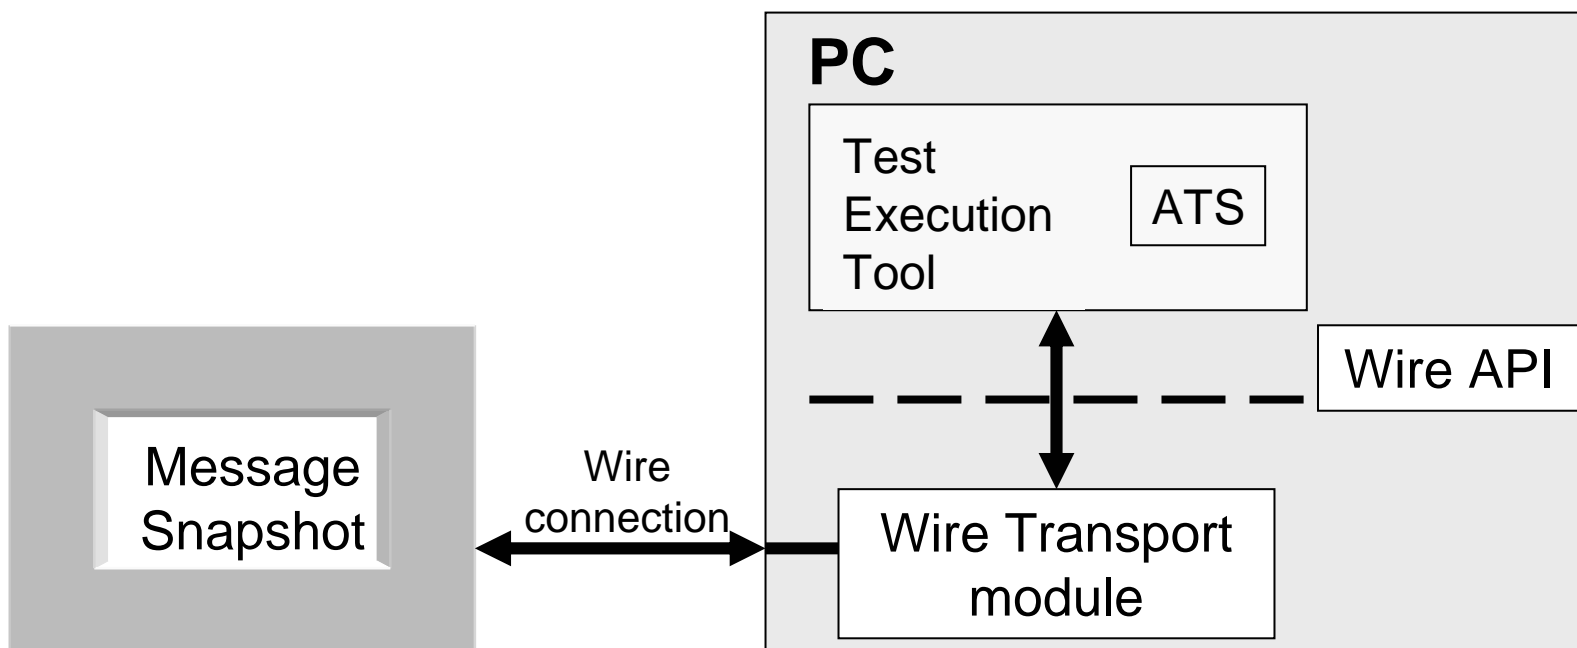 PC
Test
Execution
Tool
ATS
Wire API
Message
Snapshot
Wire
connection
Wire Transport
module